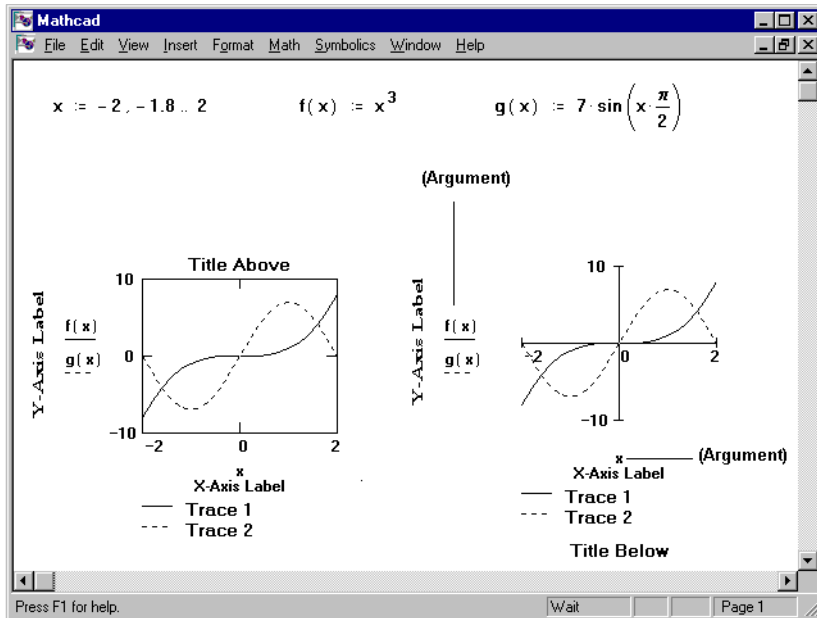 Mathcad
File Edit View Insert Format Math Symbolics Window Help
x := -2 , -1.8 .. 2
f(x) := x^3
g(x) := 7·sin(x·π/2)
Title Above
10
0
-10
-2 0 2
Y-Axis Label
f(x)
g(x)
x
X-Axis Label
Trace 1
Trace 2
(Argument)
10
-10
-2 0 2
Y-Axis Label
f(x)
g(x)
x (Argument)
X-Axis Label
Trace 1
Trace 2
Title Below
Press F1 for help. Wait Page 1